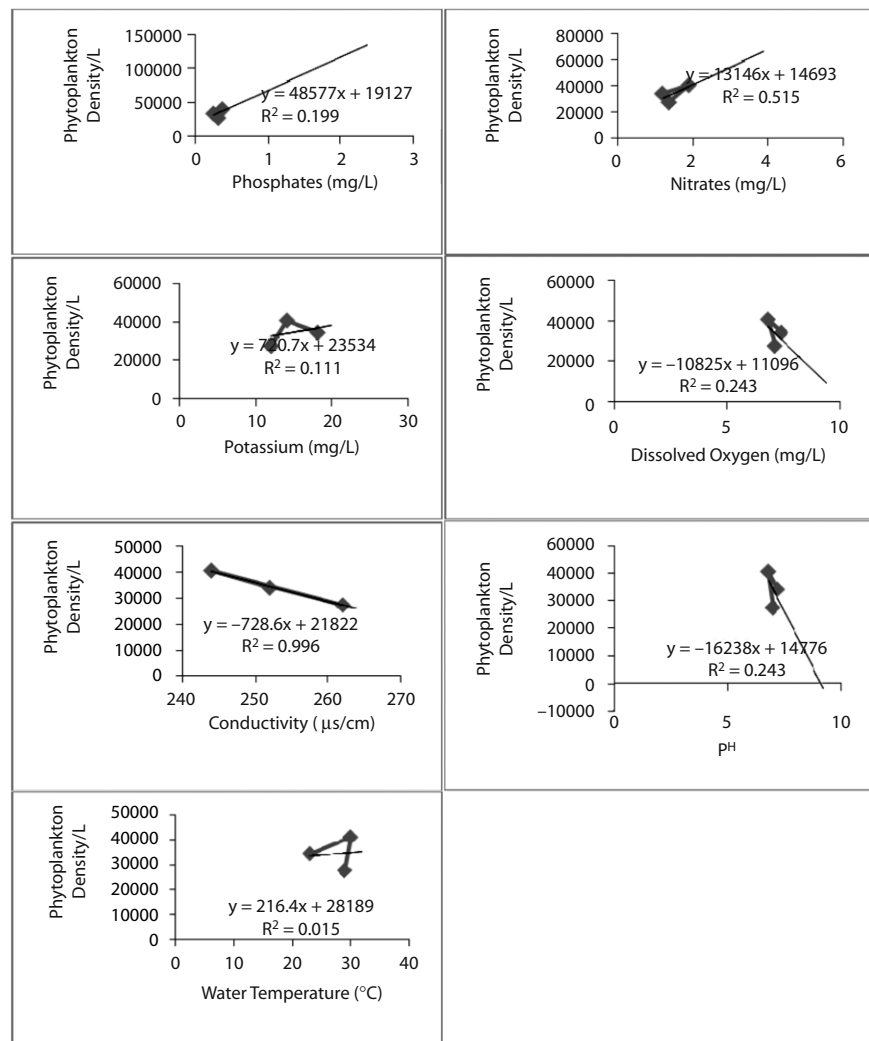 Phytoplankton
Density/L
150000
100000
50000
0
y = 48577x + 19127
R² = 0.199
0 1 2 3
Phosphates (mg/L)
Phytoplankton
Density/L
80000
60000
40000
20000
0
y = –13146x + 14693
R² = 0.515
0 2 4 6
Nitrates (mg/L)
Phytoplankton
Density/L
60000
40000
20000
0
y = 720.7x + 23534
R² = 0.111
0 10 20 30
Potassium (mg/L)
Phytoplankton
Density/L
60000
40000
20000
0
y = –10825x + 11096
R² = 0.243
0 5 10
Dissolved Oxygen (mg/L)
Phytoplankton
Density/L
50000
40000
30000
20000
10000
0
y = –728.6x + 21822
R² = 0.996
240 250 260 270
Conductivity ( μs/cm)
Phytoplankton
Density/L
60000
50000
40000
30000
20000
10000
0
–10000
y = –16238x + 14776
R² = 0.243
0 5 10
Pᴴ
Phytoplankton
Density/L
50000
40000
30000
20000
10000
0
y = 216.4x + 28189
R² = 0.015
0 10 20 30 40
Water Temperature (°C)